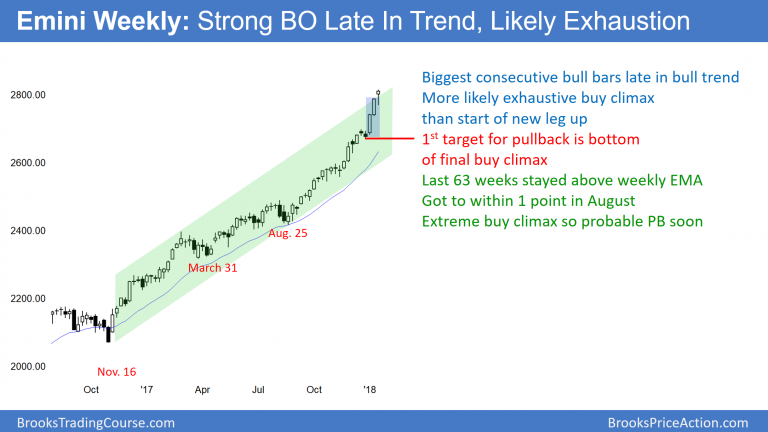 Emini Weekly: Strong BO Late In Trend, Likely Exhaustion
Biggest consecutive bull bars late in bull trend
More likely exhaustive buy climax
than start of new leg up
1st target for pullback is bottom
of final buy climax
Last 63 weeks stayed above weekly EMA
Got to within 1 point in August
Extreme buy climax so probable PB soon
2800.00
2600.00
2400.00
2200.00
2000.00
Aug. 25
March 31
Nov. 16
Oct '17 Apr Jul Oct '18
BrooksTradingCourse.com BrooksPriceAction.com